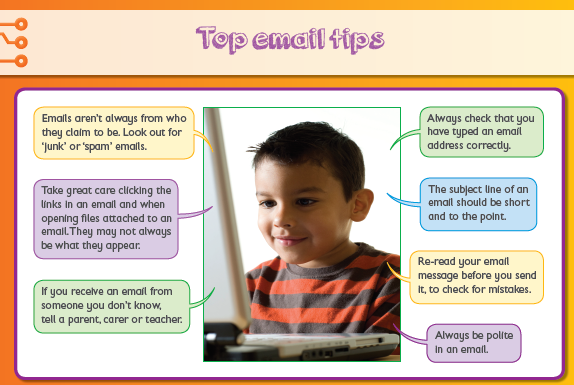 Top email tips
Emails aren't always from who
they claim to be. Look out for
'junk' or 'spam' emails.
Take great care clicking the
links in an email and when
opening files attached to an
email.They may not always
be what they appear.
If you receive an email from
someone you don't know,
tell a parent, carer or teacher.
Always check that you
have typed an email
address correctly.
The subject line of an
email should be short
and to the point.
Re-read your email
message before you send
it, to check for mistakes.
Always be polite
in an email.